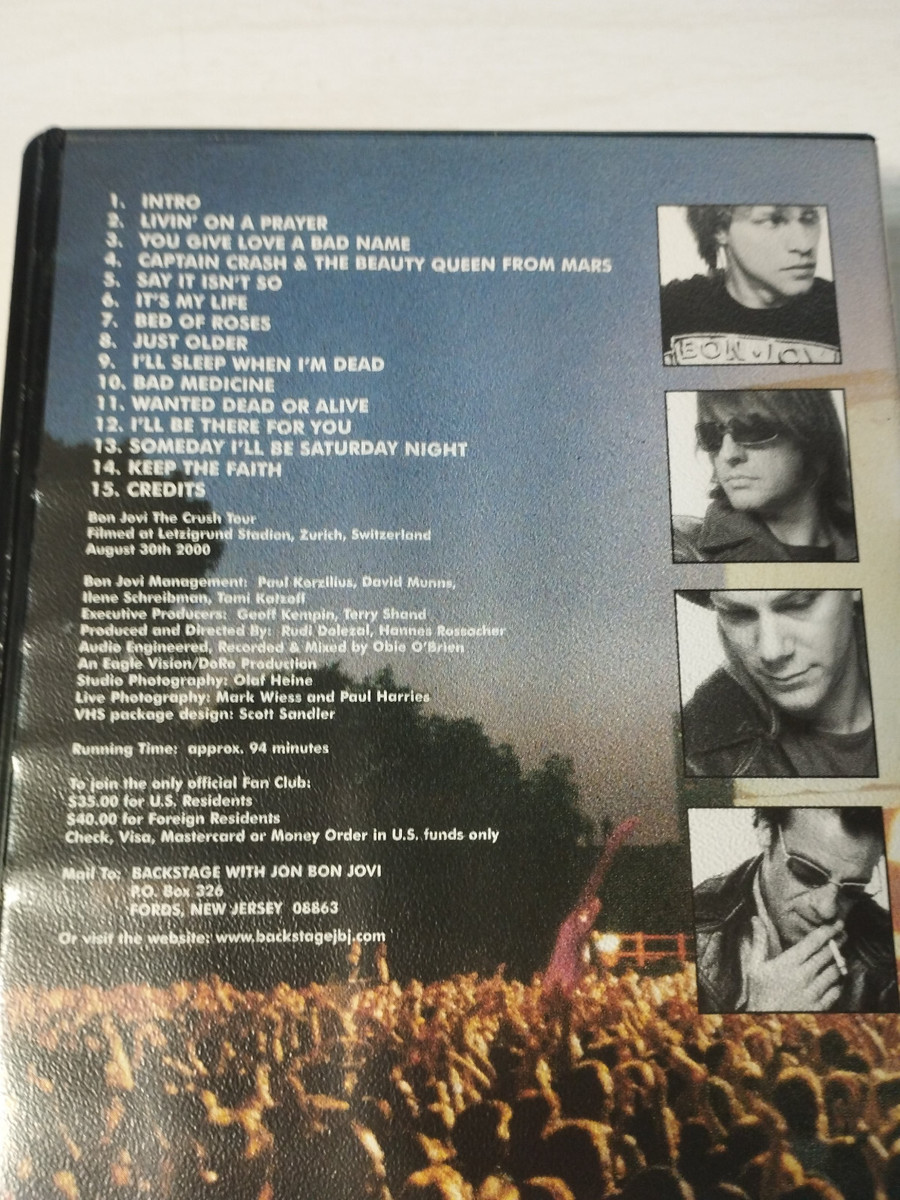 1. INTRO
2. LIVIN' ON A PRAYER
3. YOU GIVE LOVE A BAD NAME
4. CAPTAIN CRASH & THE BEAUTY QUEEN FROM MARS
5. SAY IT ISN'T SO
6. IT'S MY LIFE
7. BED OF ROSES
8. JUST OLDER
9. I'LL SLEEP WHEN I'M DEAD
10. BAD MEDICINE
11. WANTED DEAD OR ALIVE
12. I'LL BE THERE FOR YOU
13. SOMEDAY I'LL BE SATURDAY NIGHT
14. KEEP THE FAITH
15. CREDITS
Bon Jovi The Crush Tour
Filmed at Letzigrund Stadion, Zurich, Switzerland
August 30th 2000
Bon Jovi Management: Paul Korzilius, David Munns,
Ilene Schreibman, Tami Katzoff
Executive Producers: Geoff Kempin, Terry Shand
Produced and Directed By: Rudi Dolezal, Hannes Rossacher
Audio Engineered, Recorded & Mixed by Obie O'Brien
An Eagle Vision/DoRo Production
Studio Photography: Olaf Heine
Live Photography: Mark Wiess and Paul Harries
VHS package design: Scott Sandler
Running Time: approx. 94 minutes
To join the only official Fan Club:
$35.00 for U.S. Residents
$40.00 for Foreign Residents
Check, Visa, Mastercard or Money Order in U.S. funds only
Mail To: BACKSTAGE WITH JON BON JOVI
P.O. Box 326
FORDS, NEW JERSEY 08863
Or visit the website: www.backstagejbj.com
BON JOVI